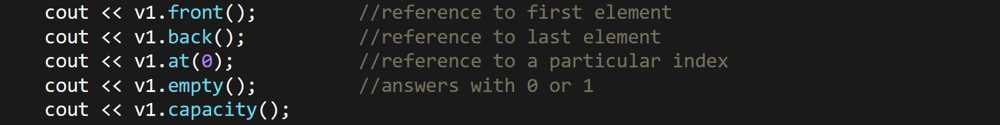 cout << v1.front();          //reference to first element
cout << v1.back();           //reference to last element
cout << v1.at(0);            //reference to a particular index
cout << v1.empty();          //answers with 0 or 1
cout << v1.capacity();